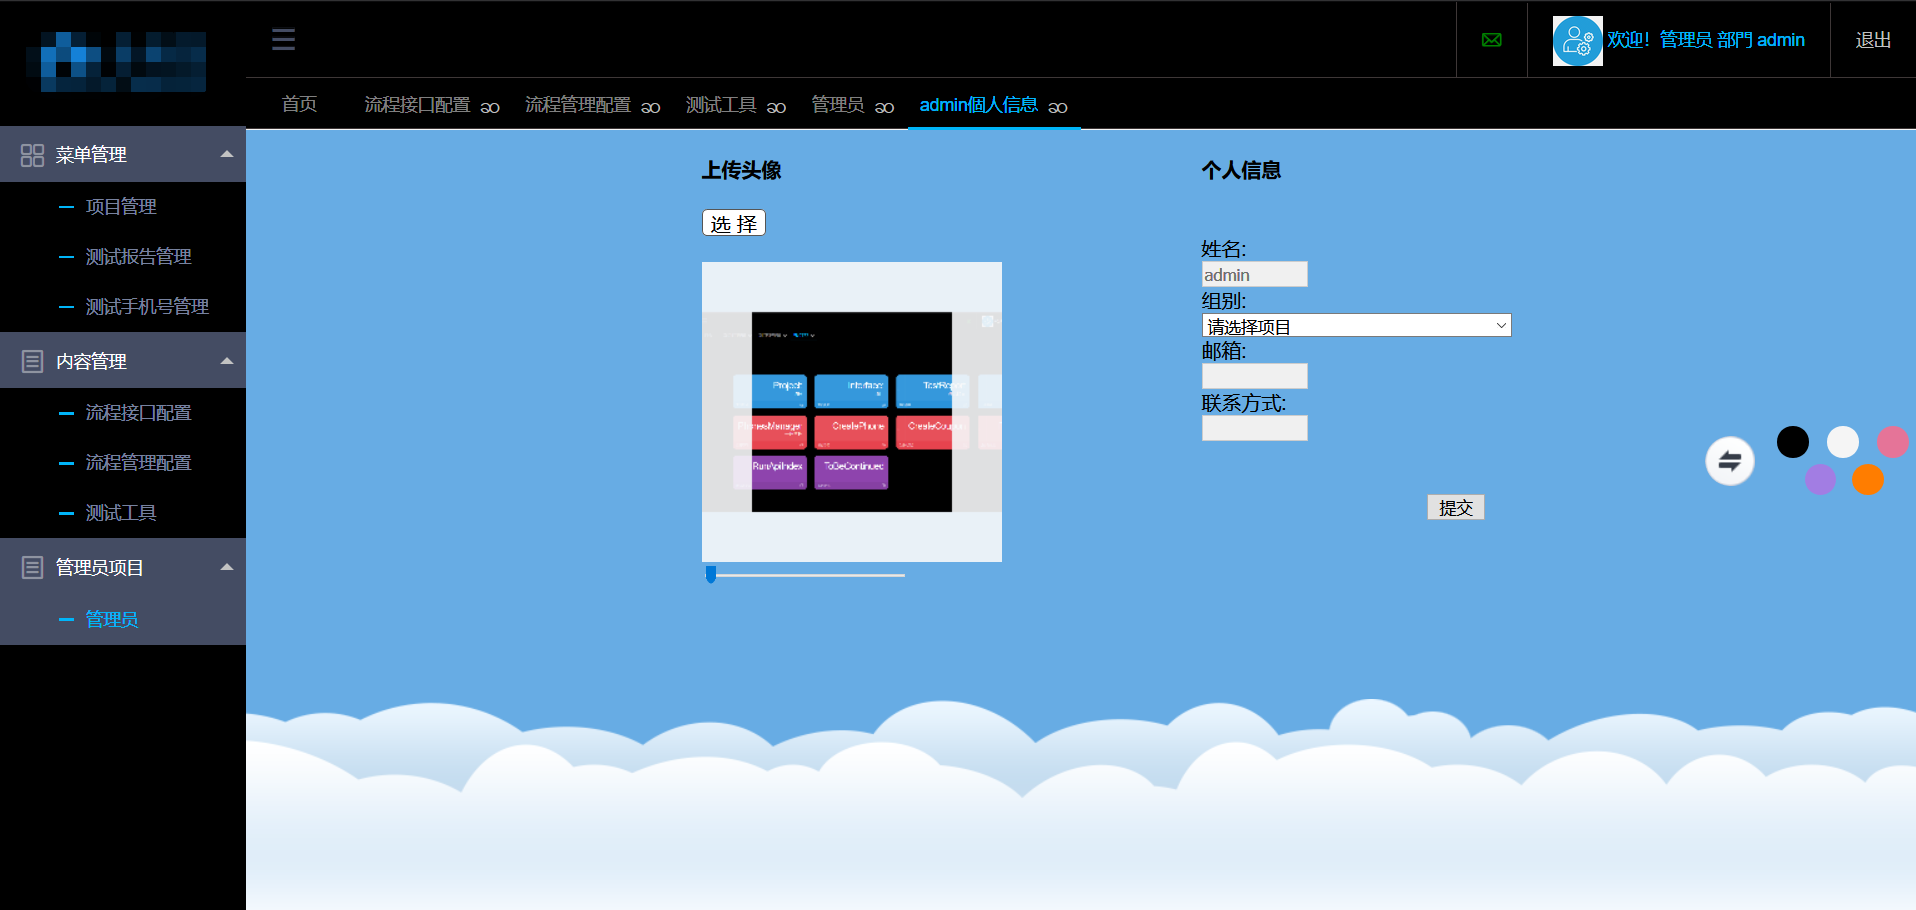 欢迎！管理员 部門 admin
退出
首页
流程接口配置
流程管理配置
测试工具
管理员
admin個人信息
菜单管理
项目管理
测试报告管理
测试手机号管理
内容管理
流程接口配置
流程管理配置
测试工具
管理员项目
管理员
上传头像
选 择
Project
Interface
TestReport
PhonesManager
CreatePhone
RunApiIndex
ToBeContinued
个人信息
姓名:
admin
组别:
请选择项目
邮箱:
联系方式:
提交